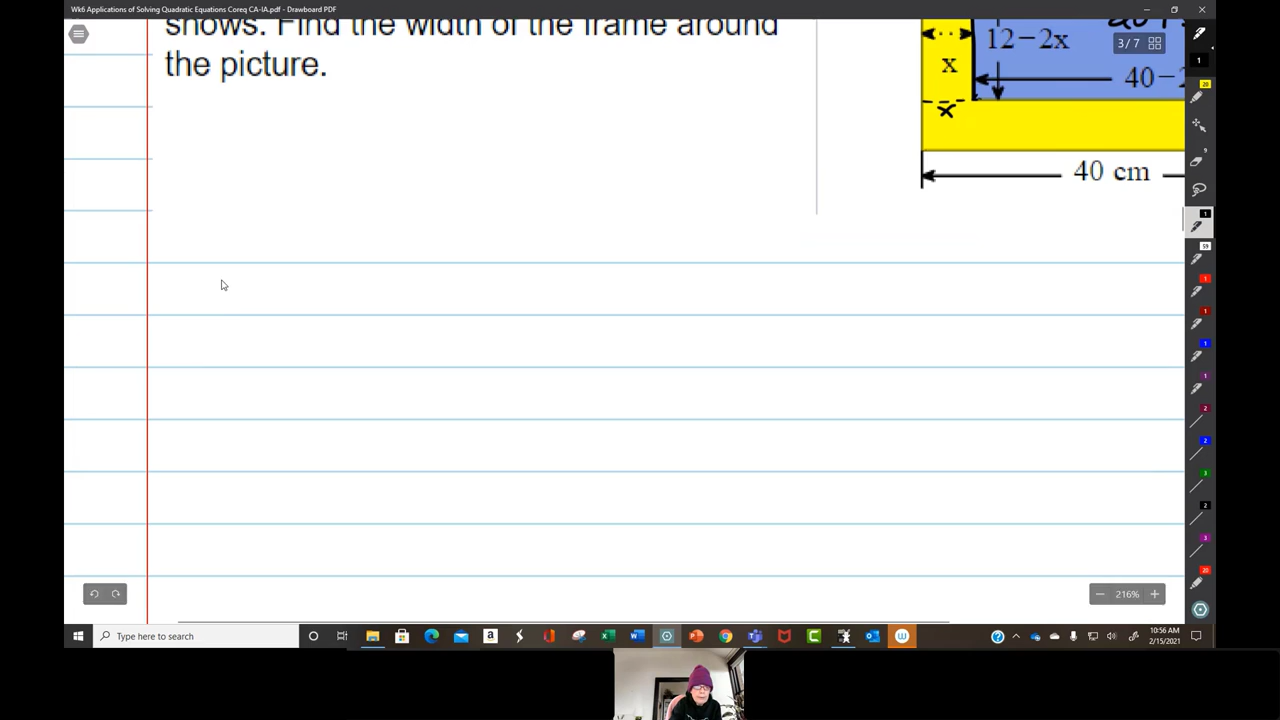 Wk6 Applications of Solving Quadratic Equations Coreq CA-IA.pdf - Drawboard PDF
shows. Find the width of the frame around
the picture.
12−2x
3/7
x
40−
x
40 cm
216%
Type here to search
10:56 AM
2/15/2021